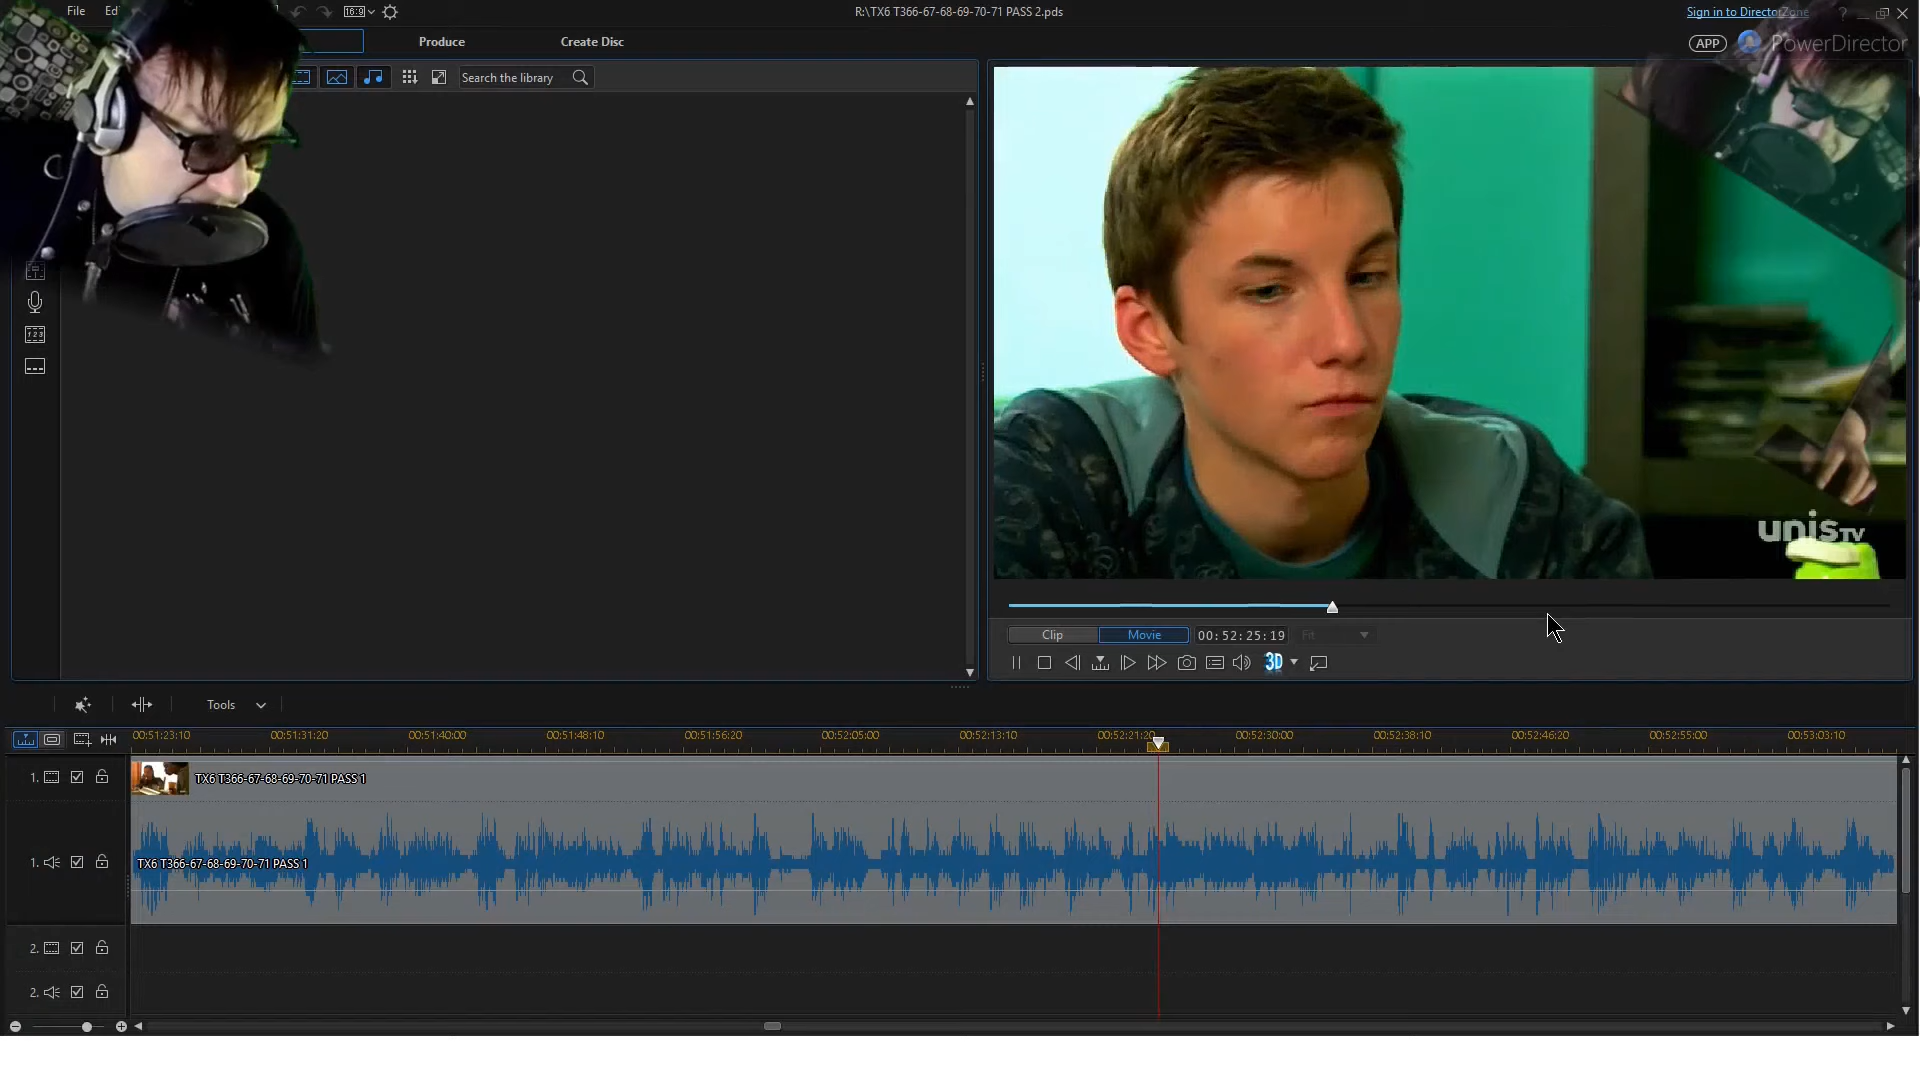 File
Ed
16:9
R:\TX6 T366-67-68-69-70-71 PASS 2.pds
Sign in to DirectorZone
?
Produce
Create Disc
APP
PowerDirector
Search the library
unis TV
Clip
Movie
00:52:25:19
Fit
3D
Tools
00:51:23:10
00:51:31:20
00:51:40:00
00:51:48:10
00:51:56:20
00:52:05:00
00:52:13:10
00:52:21:20
00:52:30:00
00:52:38:10
00:52:46:20
00:52:55:00
00:53:03:10
1.
TX6 T366-67-68-69-70-71 PASS 1
1.
TX6 T366-67-68-69-70-71 PASS 1
2.
2.